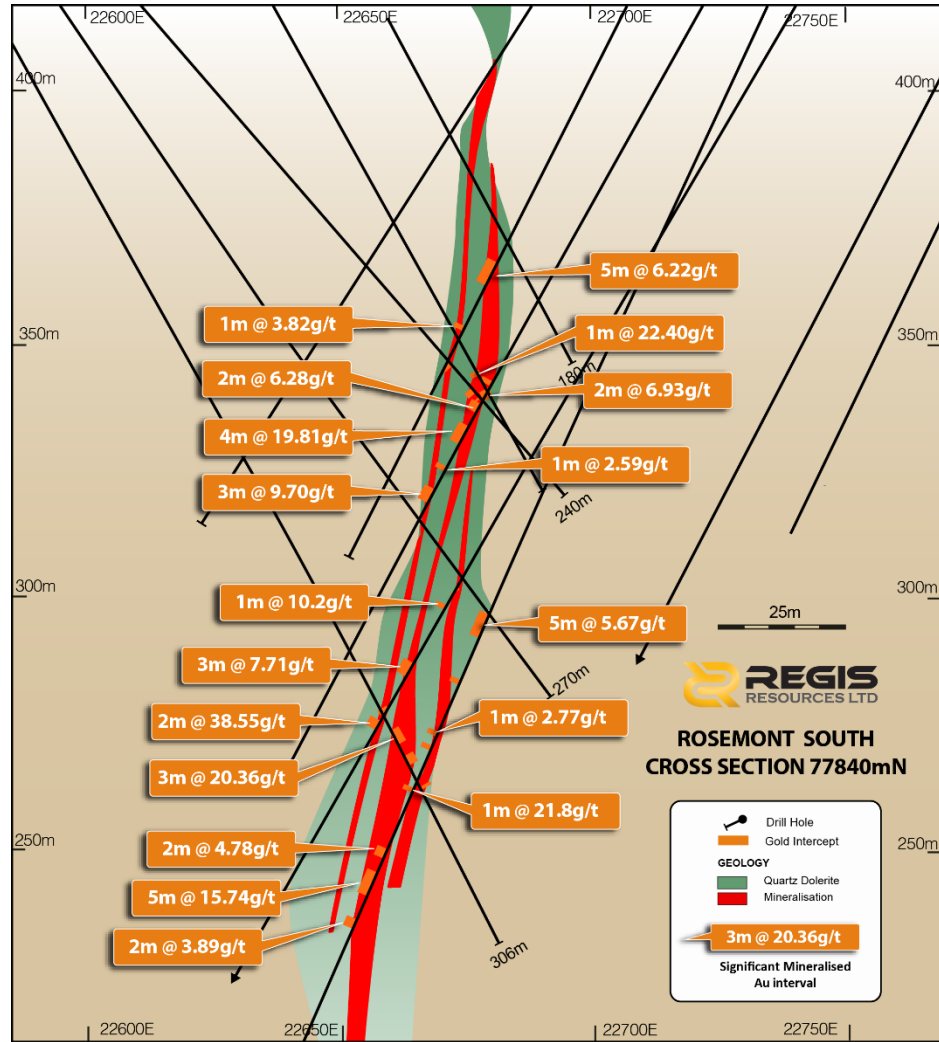 22600E
22650E
22700E
22750E
400m
400m
5m @ 6.22g/t
1m @ 3.82g/t
1m @ 22.40g/t
350m
350m
180m
2m @ 6.28g/t
2m @ 6.93g/t
4m @ 19.81g/t
1m @ 2.59g/t
3m @ 9.70g/t
240m
300m
300m
1m @ 10.2g/t
5m @ 5.67g/t
25m
3m @ 7.71g/t
270m
REGIS
RESOURCES LTD
2m @ 38.55g/t
1m @ 2.77g/t
ROSEMONT SOUTH
CROSS SECTION 77840mN
3m @ 20.36g/t
1m @ 21.8g/t
Drill Hole
Gold Intercept
250m
250m
2m @ 4.78g/t
GEOLOGY
Quartz Dolerite
Mineralisation
5m @ 15.74g/t
2m @ 3.89g/t
306m
3m @ 20.36g/t
Significant Mineralised
Au interval
22600E
22650E
22700E
22750E